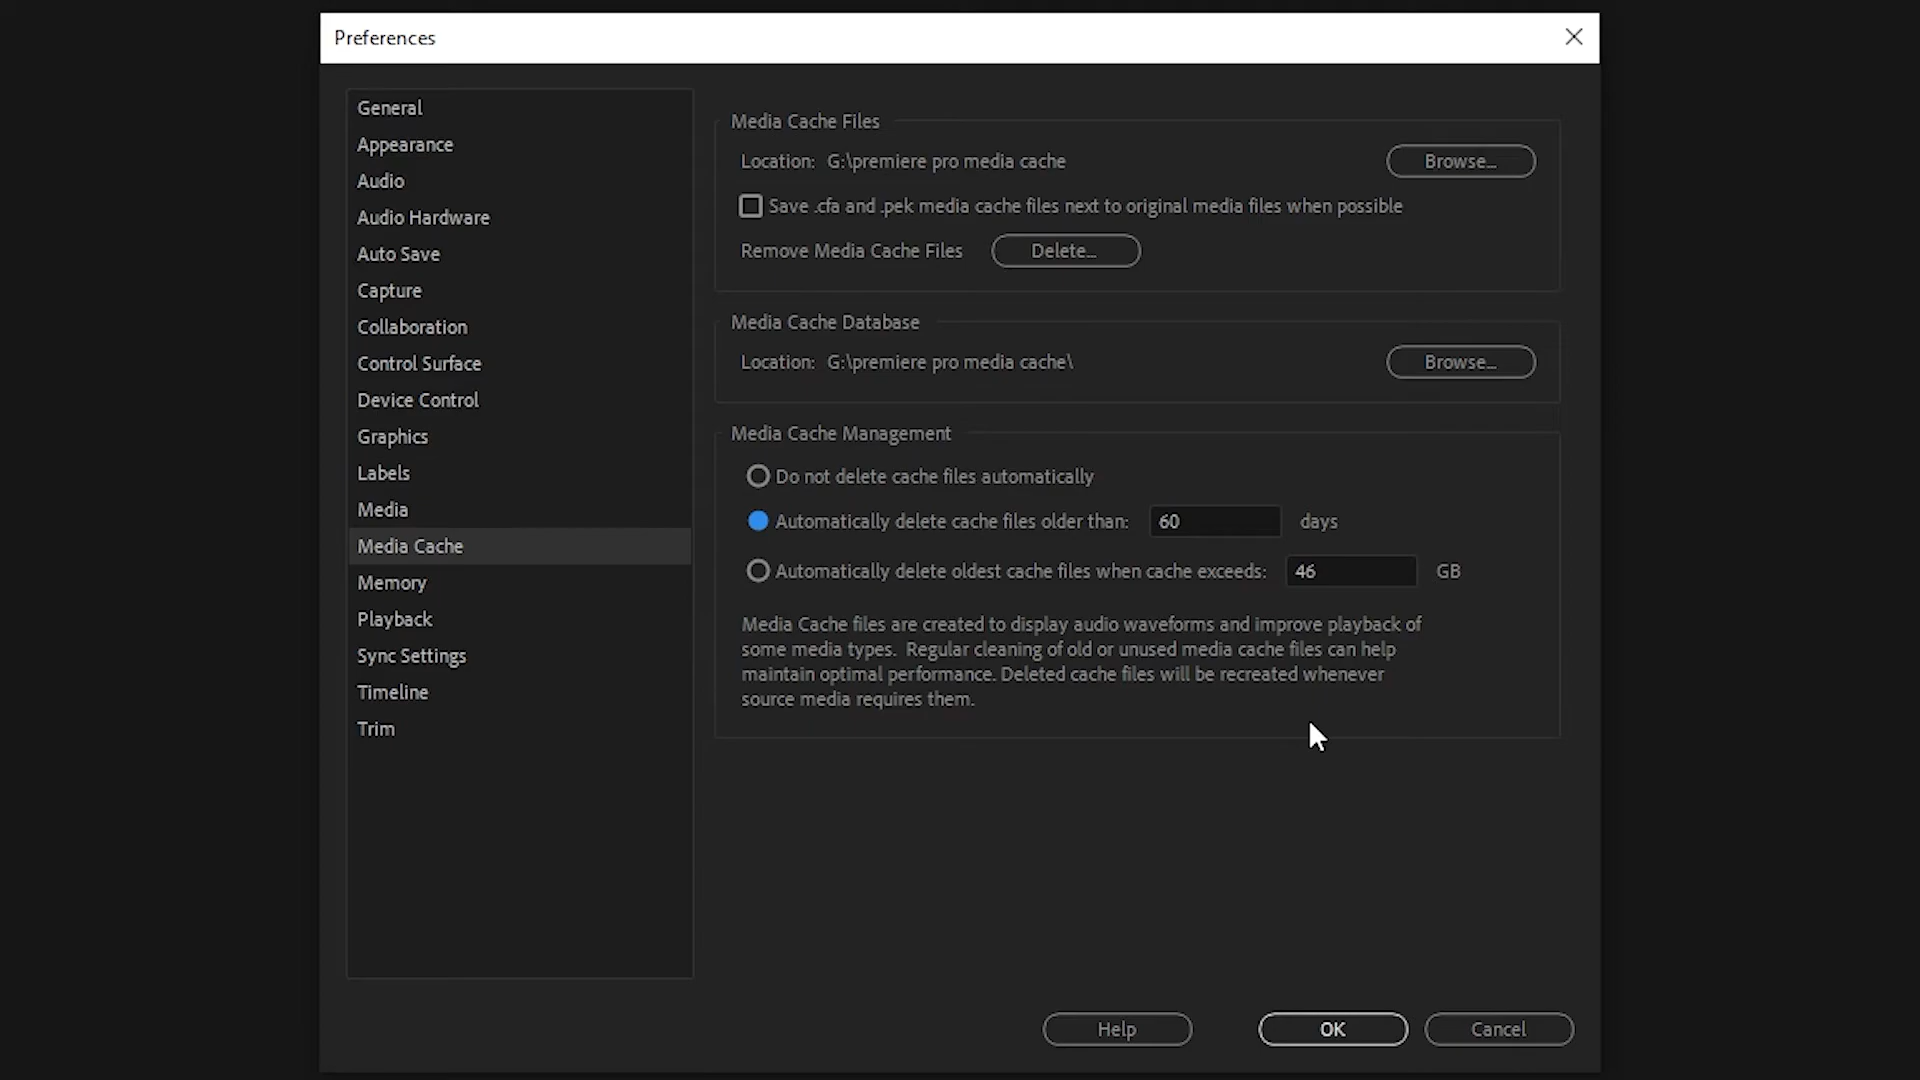 Preferences
General
Appearance
Audio
Audio Hardware
Auto Save
Capture
Collaboration
Control Surface
Device Control
Graphics
Labels
Media
Media Cache
Memory
Playback
Sync Settings
Timeline
Trim
Media Cache Files
Location: G:\premiere pro media cache
Browse...
Save .cfa and .pek media cache files next to original media files when possible
Remove Media Cache Files Delete...
Media Cache Database
Location: G:\premiere pro media cache\
Browse...
Media Cache Management
Do not delete cache files automatically
Automatically delete cache files older than: 60 days
Automatically delete oldest cache files when cache exceeds: 46 GB
Media Cache files are created to display audio waveforms and improve playback of
some media types. Regular cleaning of old or unused media cache files can help
maintain optimal performance. Deleted cache files will be recreated whenever
source media requires them.
Help OK Cancel